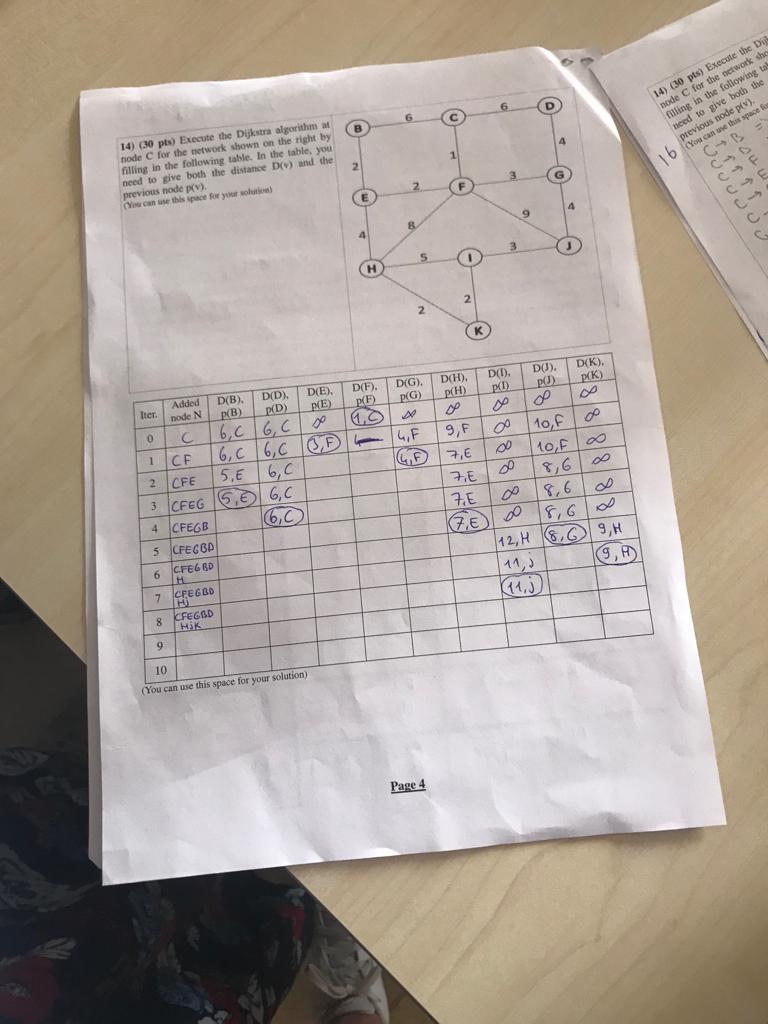 14) (30 pts) Execute the Dijkstra algorithm at
node C for the network shown on the right by
filling in the following table. In the table, you
need to give both the distance D(v) and the
previous node p(v).
(You can use this space for your solution)
B 6 C 6 D
2 1 4
E 2 F 3 G
4 8 9 4
H 5 I 3 J
2 2
K
Iter. Added node N D(B), p(B) D(D), p(D) D(E), p(E) D(F), p(F) D(G), p(G) D(H), p(H) D(I), p(I) D(J), p(J) D(K), p(K)
0 C 6,C 6,C ∞ 1,C ∞ ∞ ∞ ∞ ∞
1 CF 6,C 6,C 3,F 4,F 9,F ∞ 10,F ∞
2 CFE 5,E 6,C 4,F 7,E ∞ 10,F ∞
3 CFEG 5,E 6,C 7,E ∞ 8,G ∞
4 CFEGB 6,C 7,E ∞ 8,G ∞
5 CFEGBD 7,E ∞ 8,G ∞
6 CFEGBD H 12,H 8,G 9,H
7 CFEGBD Hj 11,j 9,H
8 CFEGBD HjK 11,j
9
10
(You can use this space for your solution)
Page 4
14) (30 pts) Execute the Dij
node C for the network sho
filling in the following tab
need to give both the
previous node p(v).
(You can use this space for
16